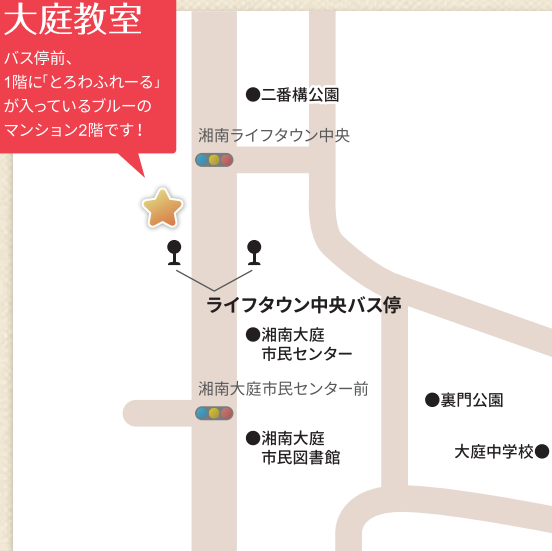 大庭教室
バス停前、
1階に「とろわふれーる」
が入っているブルーの
マンション2階です！
●二番構公園
湘南ライフタウン中央
ライフタウン中央バス停
●湘南大庭
市民センター
湘南大庭市民センター前
●裏門公園
●湘南大庭
市民図書館
大庭中学校●